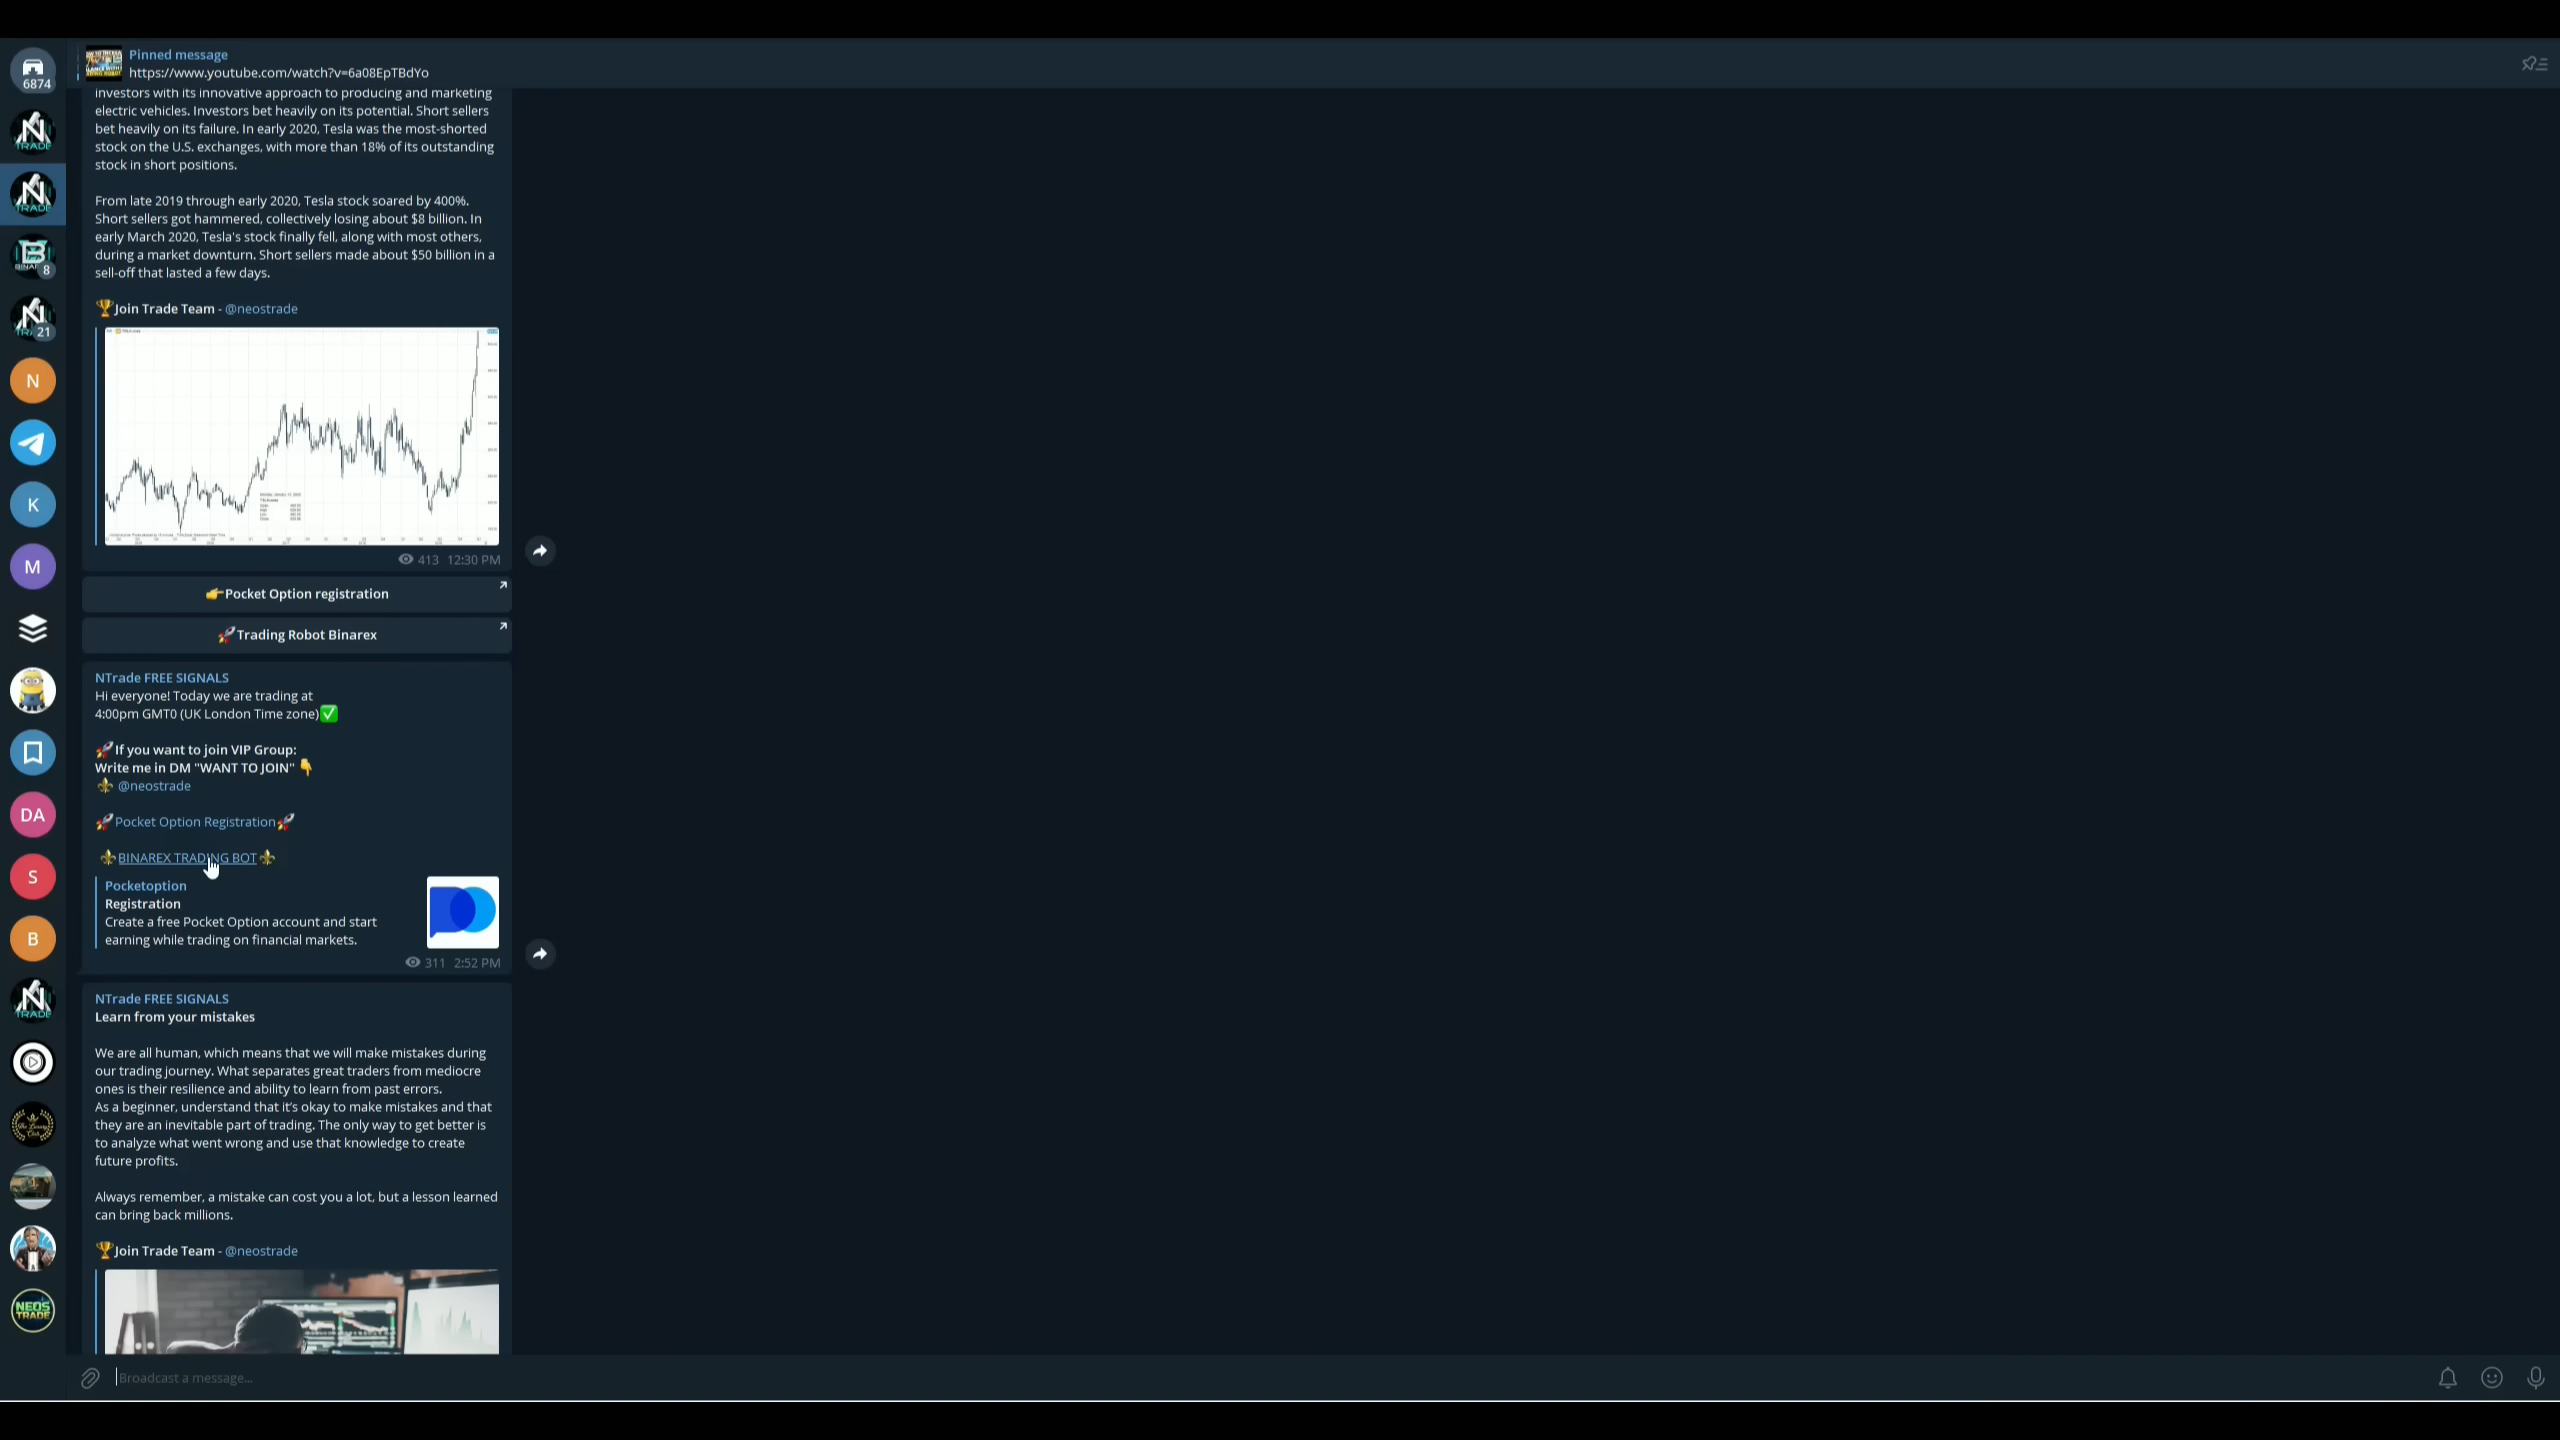 Pinned message
https://www.youtube.com/watch?v=6a08EpTBdYo
6874
investors with its innovative approach to producing and marketing
electric vehicles. Investors bet heavily on its potential. Short sellers
bet heavily on its failure. In early 2020, Tesla was the most-shorted
stock on the U.S. exchanges, with more than 18% of its outstanding
stock in short positions.
From late 2019 through early 2020, Tesla stock soared by 400%.
Short sellers got hammered, collectively losing about $8 billion. In
early March 2020, Tesla's stock finally fell, along with most others,
during a market downturn. Short sellers made about $50 billion in a
sell-off that lasted a few days.
🏆Join Trade Team - @neostrade
413 12:30 PM
👉Pocket Option registration
🚀Trading Robot Binarex
NTrade FREE SIGNALS
Hi everyone! Today we are trading at
4:00pm GMT0 (UK London Time zone)✅
🚀If you want to join VIP Group:
Write me in DM "WANT TO JOIN" 👇
⚜️ @neostrade
🚀Pocket Option Registration🚀
⚜️BINAREX TRADING BOT⚜️
Pocketoption
Registration
Create a free Pocket Option account and start
earning while trading on financial markets.
311 2:52 PM
NTrade FREE SIGNALS
Learn from your mistakes
We are all human, which means that we will make mistakes during
our trading journey. What separates great traders from mediocre
ones is their resilience and ability to learn from past errors.
As a beginner, understand that it's okay to make mistakes and that
they are an inevitable part of trading. The only way to get better is
to analyze what went wrong and use that knowledge to create
future profits.
Always remember, a mistake can cost you a lot, but a lesson learned
can bring back millions.
🏆Join Trade Team - @neostrade
Broadcast a message...
N
TRADE
N
TRADE
B
8
N
21
N
K
M
DA
S
B
N
TRADE
NEOS
TRADE